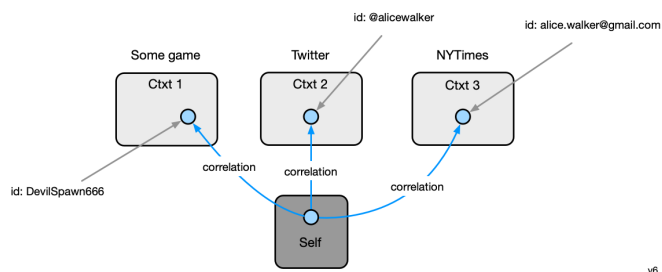 id: @alicewalker
id: alice.walker@gmail.com
Some game
Twitter
NYTimes
Ctxt 1
Ctxt 2
Ctxt 3
correlation
correlation
correlation
id: DevilSpawn666
Self
v6